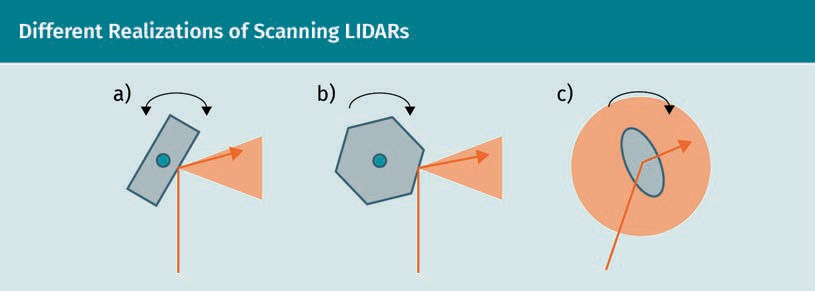 Different Realizations of Scanning LIDARs
a)
b)
c)